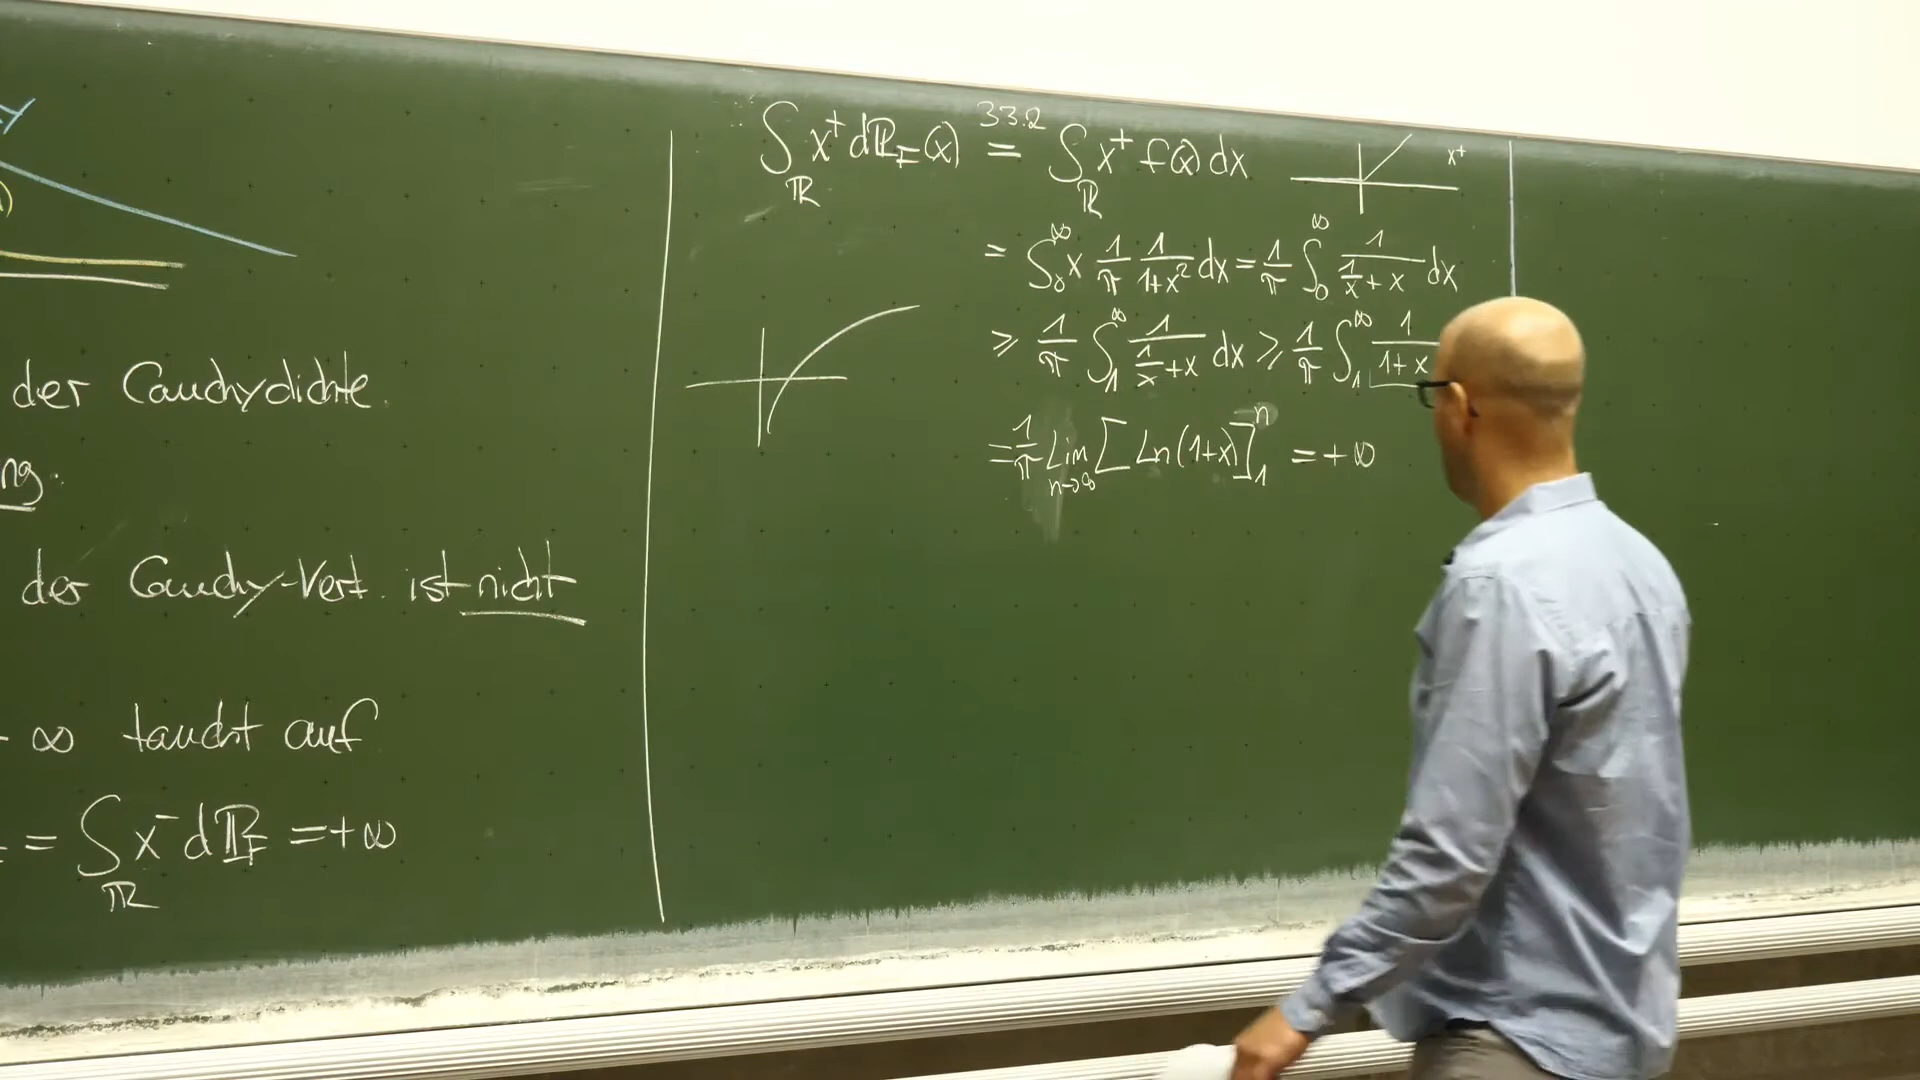 der Cauchydichte.
ng.
der Cauchy-Vert. ist nicht
∞ taucht auf
= ∫_ℝ x⁻ dℙ_F = +∞
∫_ℝ x⁺ dℙ_F(x) =^{33.2} ∫_ℝ x⁺ f(x) dx
x⁺
= ∫_0^∞ x 1/π 1/(1+x²) dx = 1/π ∫_0^∞ 1/(1/x + x) dx
≥ 1/π ∫_1^∞ 1/(1/x + x) dx ≥ 1/π ∫_1^∞ 1/(1+x)
= 1/π Lim_{n→∞} [Ln(1+x)]_1^n = +∞